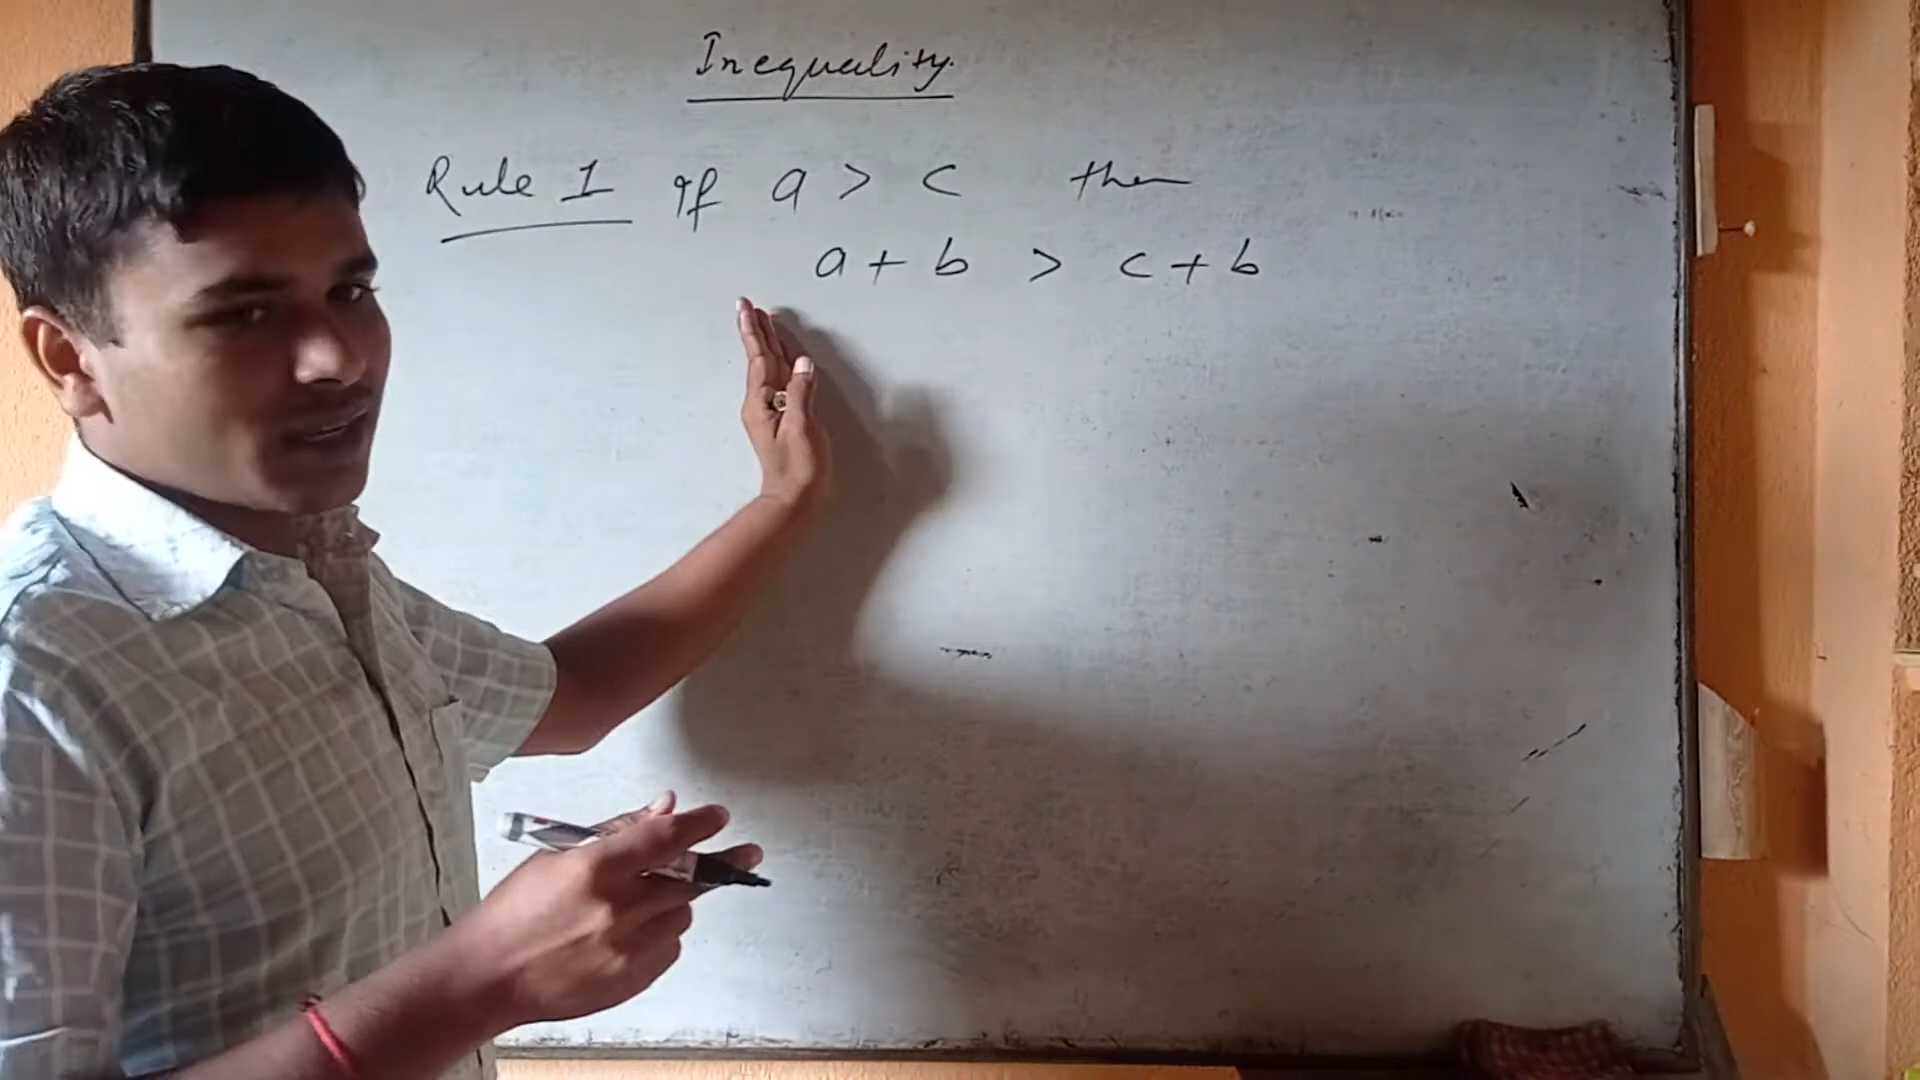 Inequality.
Rule 1 If a > c then
a + b > c + b